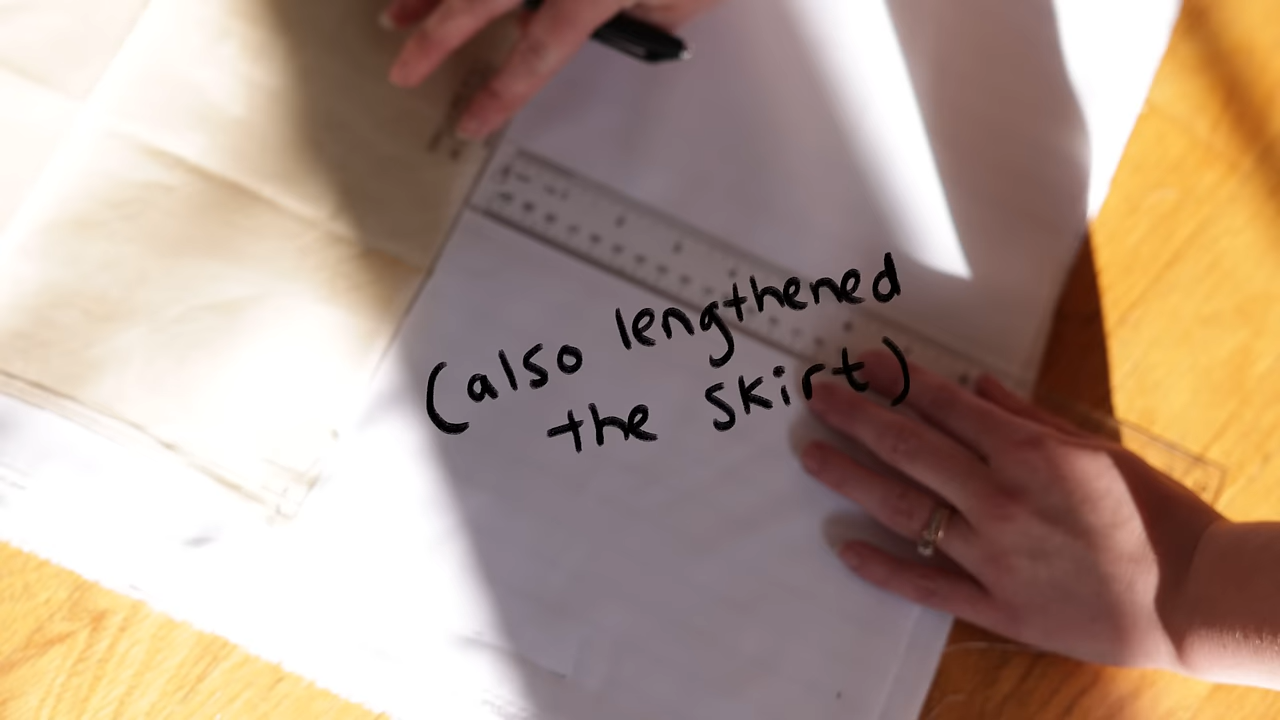 (also lengthened
the skirt)